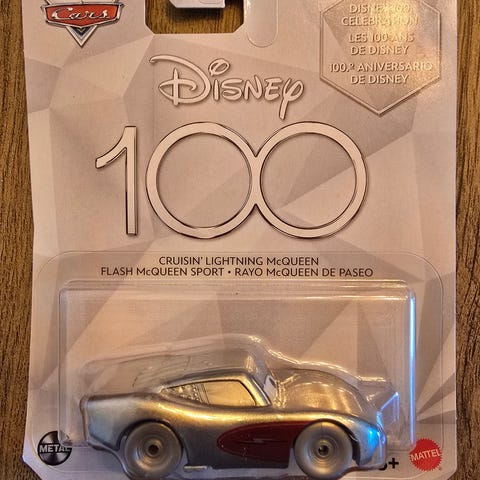 Cars
DISNEY 100
CELEBRATION
LES 100 ANS
DE DISNEY
100.º ANIVERSARIO
DE DISNEY
Disney
100
CRUISIN' LIGHTNING McQUEEN
FLASH McQUEEN SPORT • RAYO McQUEEN DE PASEO
METAL
MATTEL